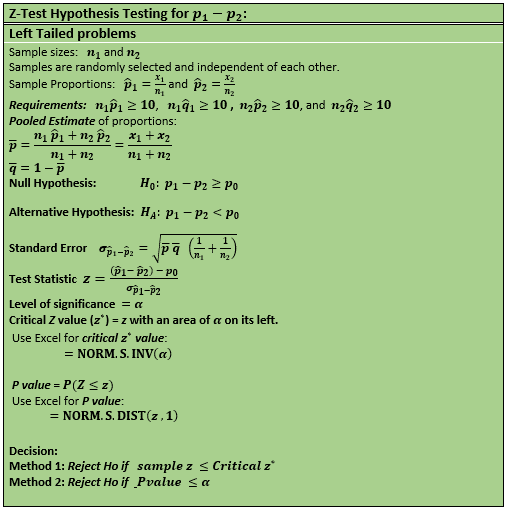 Z-Test Hypothesis Testing for p₁ − p₂:
Left Tailed problems
Sample sizes: n₁ and n₂
Samples are randomly selected and independent of each other.
Sample Proportions: p̂₁ = x₁/n₁ and p̂₂ = x₂/n₂
Requirements: n₁p̂₁ ≥ 10, n₁q̂₁ ≥ 10 , n₂p̂₂ ≥ 10, and n₂q̂₂ ≥ 10
Pooled Estimate of proportions:
p̅ = (n₁ p̂₁ + n₂ p̂₂)/(n₁ + n₂) = (x₁ + x₂)/(n₁ + n₂)
q̅ = 1 − p̅
Null Hypothesis: H₀: p₁ − p₂ ≥ p₀
Alternative Hypothesis: H_A: p₁ − p₂ < p₀
Standard Error σ_p̂₁−p̂₂ = √(p̅ q̅ (1/n₁ + 1/n₂))
Test Statistic z = ((p̂₁− p̂₂) − p₀)/σ_p̂₁−p̂₂
Level of significance = α
Critical Z value (z*) = z with an area of α on its left.
Use Excel for critical z* value:
= NORM.S.INV(α)
P value = P(Z ≤ z)
Use Excel for P value:
= NORM.S.DIST(z ,1)
Decision:
Method 1: Reject Ho if sample z ≤ Critical z*
Method 2: Reject Ho if _Pvalue ≤ α